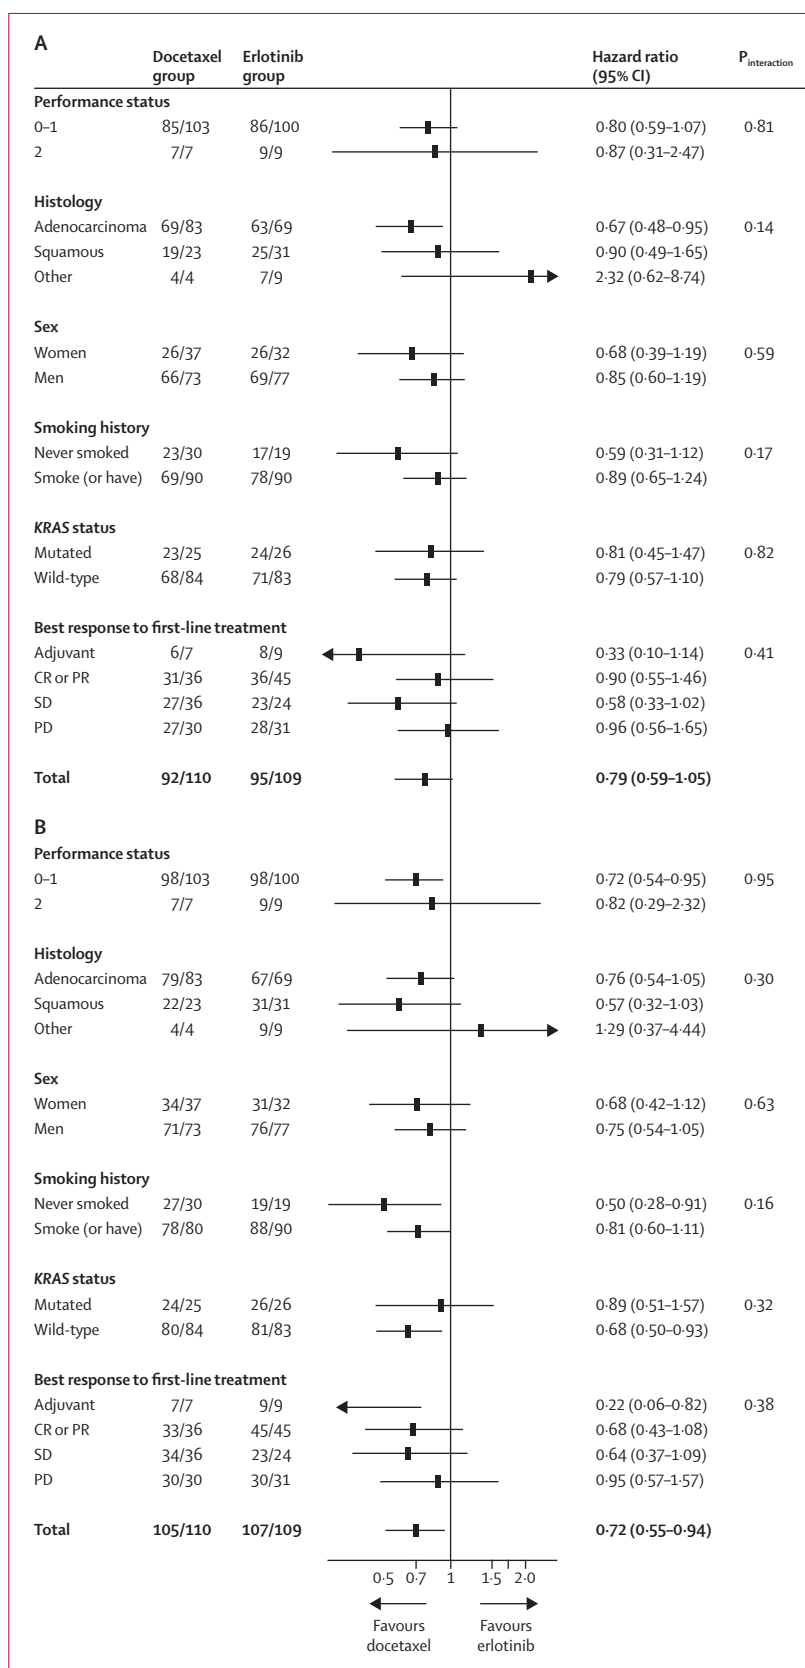 A
Docetaxel group Erlotinib group Hazard ratio (95% CI) P interaction
Performance status
0–1 85/103 86/100 0·80 (0·59–1·07) 0·81
2 7/7 9/9 0·87 (0·31–2·47)
Histology
Adenocarcinoma 69/83 63/69 0·67 (0·48–0·95) 0·14
Squamous 19/23 25/31 0·90 (0·49–1·65)
Other 4/4 7/9 2·32 (0·62–8·74)
Sex
Women 26/37 26/32 0·68 (0·39–1·19) 0·59
Men 66/73 69/77 0·85 (0·60–1·19)
Smoking history
Never smoked 23/30 17/19 0·59 (0·31–1·12) 0·17
Smoke (or have) 69/90 78/90 0·89 (0·65–1·24)
KRAS status
Mutated 23/25 24/26 0·81 (0·45–1·47) 0·82
Wild-type 68/84 71/83 0·79 (0·57–1·10)
Best response to first-line treatment
Adjuvant 6/7 8/9 0·33 (0·10–1·14) 0·41
CR or PR 31/36 36/45 0·90 (0·55–1·46)
SD 27/36 23/24 0·58 (0·33–1·02)
PD 27/30 28/31 0·96 (0·56–1·65)
Total 92/110 95/109 0·79 (0·59–1·05)
B
Performance status
0–1 98/103 98/100 0·72 (0·54–0·95) 0·95
2 7/7 9/9 0·82 (0·29–2·32)
Histology
Adenocarcinoma 79/83 67/69 0·76 (0·54–1·05) 0·30
Squamous 22/23 31/31 0·57 (0·32–1·03)
Other 4/4 9/9 1·29 (0·37–4·44)
Sex
Women 34/37 31/32 0·68 (0·42–1·12) 0·63
Men 71/73 76/77 0·75 (0·54–1·05)
Smoking history
Never smoked 27/30 19/19 0·50 (0·28–0·91) 0·16
Smoke (or have) 78/80 88/90 0·81 (0·60–1·11)
KRAS status
Mutated 24/25 26/26 0·89 (0·51–1·57) 0·32
Wild-type 80/84 81/83 0·68 (0·50–0·93)
Best response to first-line treatment
Adjuvant 7/7 9/9 0·22 (0·06–0·82) 0·38
CR or PR 33/36 45/45 0·68 (0·43–1·08)
SD 34/36 23/24 0·64 (0·37–1·09)
PD 30/30 30/31 0·95 (0·57–1·57)
Total 105/110 107/109 0·72 (0·55–0·94)
0·5 0·7 1 1·5 2·0
Favours docetaxel Favours erlotinib